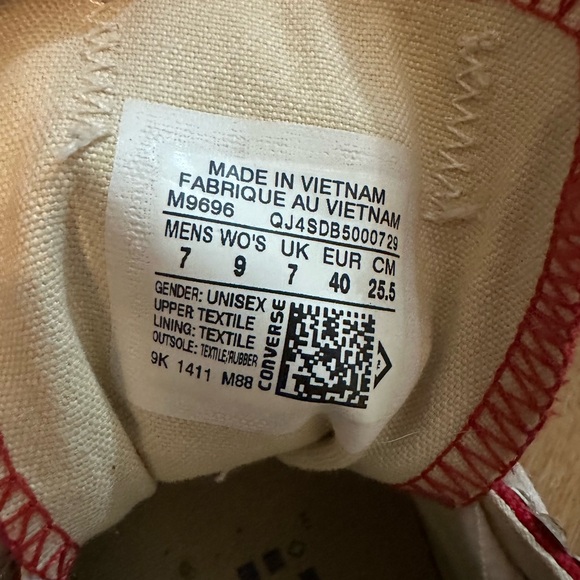 MADE IN VIETNAM
FABRIQUE AU VIETNAM
M9696 QJ4SDB5000729
MENS WO'S UK EUR CM
7 9 7 40 25.5
GENDER: UNISEX
UPPER: TEXTILE
LINING: TEXTILE
OUTSOLE: TEXTILE/RUBBER
9K 1411 M88
CONVERSE